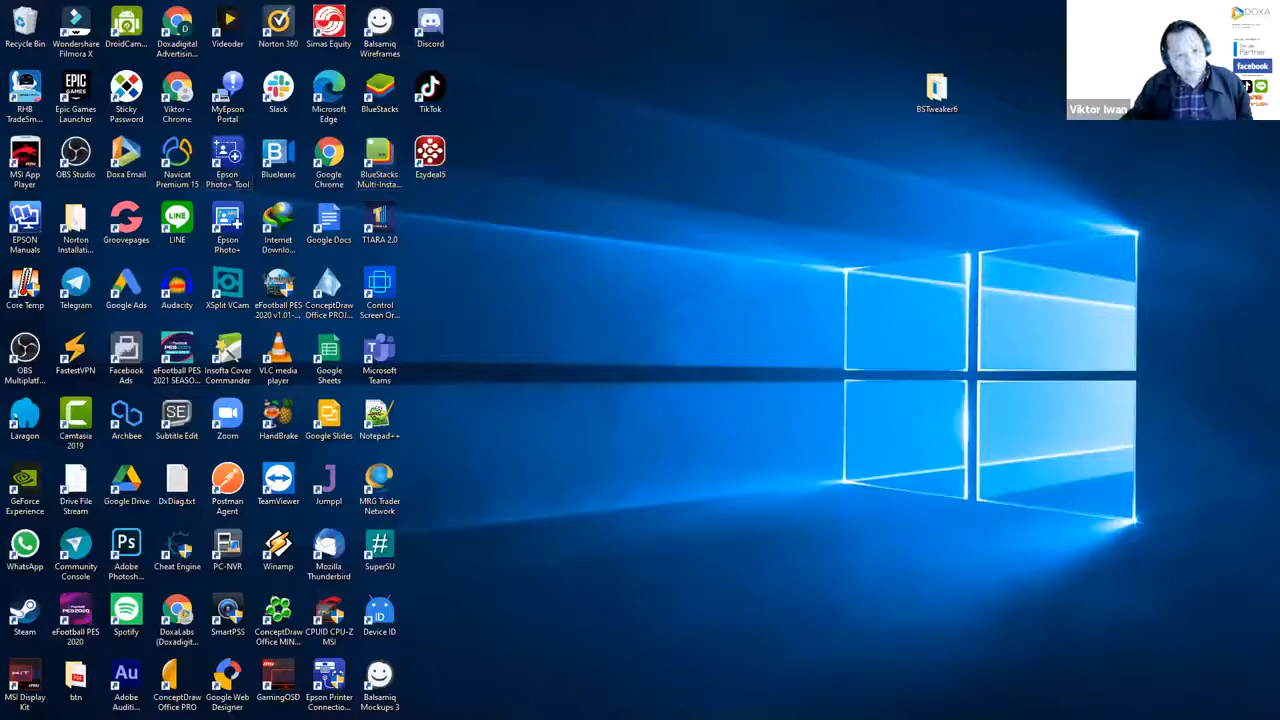 Recycle Bin
Wondershare
Filmora X
DroidCam...
Doxadigital
Advertisin...
Videoder
Norton 360
Simas Equity
Balsamiq
Wireframes
Discord
RHB
TradeSm...
Epic Games
Launcher
Sticky
Password
Viktor -
Chrome
MyEpson
Portal
Slack
Microsoft
Edge
BlueStacks
TikTok
MSI App
Player
OBS Studio
Doxa Email
Navicat
Premium 15
Epson
Photo+ Tool
BlueJeans
Google
Chrome
BlueStacks
Multi-Insta...
Ezydeal5
EPSON
Manuals
Norton
Installati...
Groovepages
LINE
Epson
Photo+
Internet
Downlo...
Google Docs
T1ARA 2.0
Core Temp
Telegram
Google Ads
Audacity
XSplit VCam
eFootball PES
2020 v1.01-...
ConceptDraw
Office PROJ...
Control
Screen Or...
OBS
Multiplatf...
FastestVPN
Facebook
Ads
eFootball PES
2021 SEASO...
Insofta Cover
Commander
VLC media
player
Google
Sheets
Microsoft
Teams
Laragon
Camtasia
2019
Archbee
Subtitle Edit
Zoom
HandBrake
Google Slides
Notepad++
GeForce
Experience
Drive File
Stream
Google Drive
DxDiag.txt
Postman
Agent
TeamViewer
Jumppl
MRG Trader
Network
WhatsApp
Community
Console
Adobe
Photosh...
Cheat Engine
PC-NVR
Winamp
Mozilla
Thunderbird
SuperSU
Steam
eFootball PES
2020
Spotify
DoxaLabs
(Doxadigit...
SmartPSS
ConceptDraw
Office MIN...
CPUID CPU-Z
MSI
Device ID
MSI Display
Kit
btn
Adobe
Auditi...
ConceptDraw
Office PRO
Google Web
Designer
GamingOSD
Epson Printer
Connectio...
Balsamiq
Mockups 3
BSTweaker6
Viktor Iwan
DOXA
Google
Partner
facebook